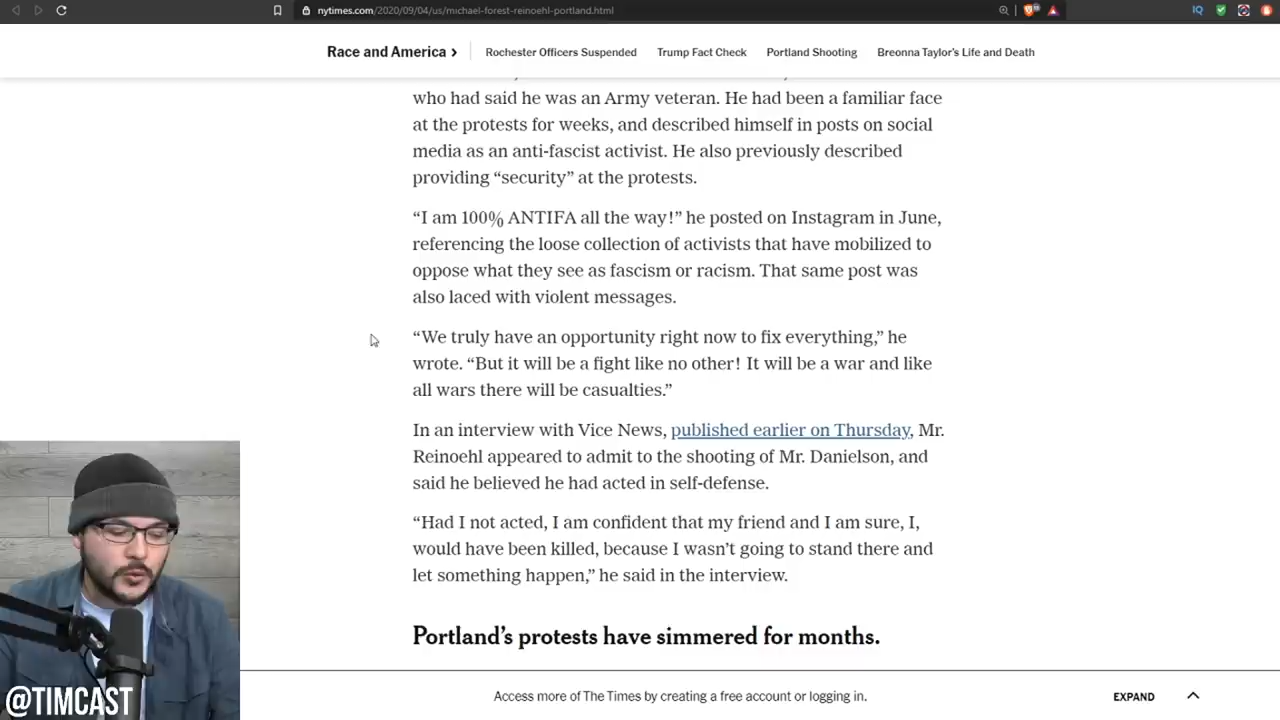 nytimes.com/2020/09/04/us/michael-forest-reinoehl-portland.html
Race and America > Rochester Officers Suspended Trump Fact Check Portland Shooting Breonna Taylor's Life and Death
who had said he was an Army veteran. He had been a familiar face
at the protests for weeks, and described himself in posts on social
media as an anti-fascist activist. He also previously described
providing “security” at the protests.
“I am 100% ANTIFA all the way!” he posted on Instagram in June,
referencing the loose collection of activists that have mobilized to
oppose what they see as fascism or racism. That same post was
also laced with violent messages.
“We truly have an opportunity right now to fix everything,” he
wrote. “But it will be a fight like no other! It will be a war and like
all wars there will be casualties.”
In an interview with Vice News, published earlier on Thursday, Mr.
Reinoehl appeared to admit to the shooting of Mr. Danielson, and
said he believed he had acted in self-defense.
“Had I not acted, I am confident that my friend and I am sure, I,
would have been killed, because I wasn’t going to stand there and
let something happen,” he said in the interview.
Portland’s protests have simmered for months.
Access more of The Times by creating a free account or logging in. EXPAND
@TIMCAST